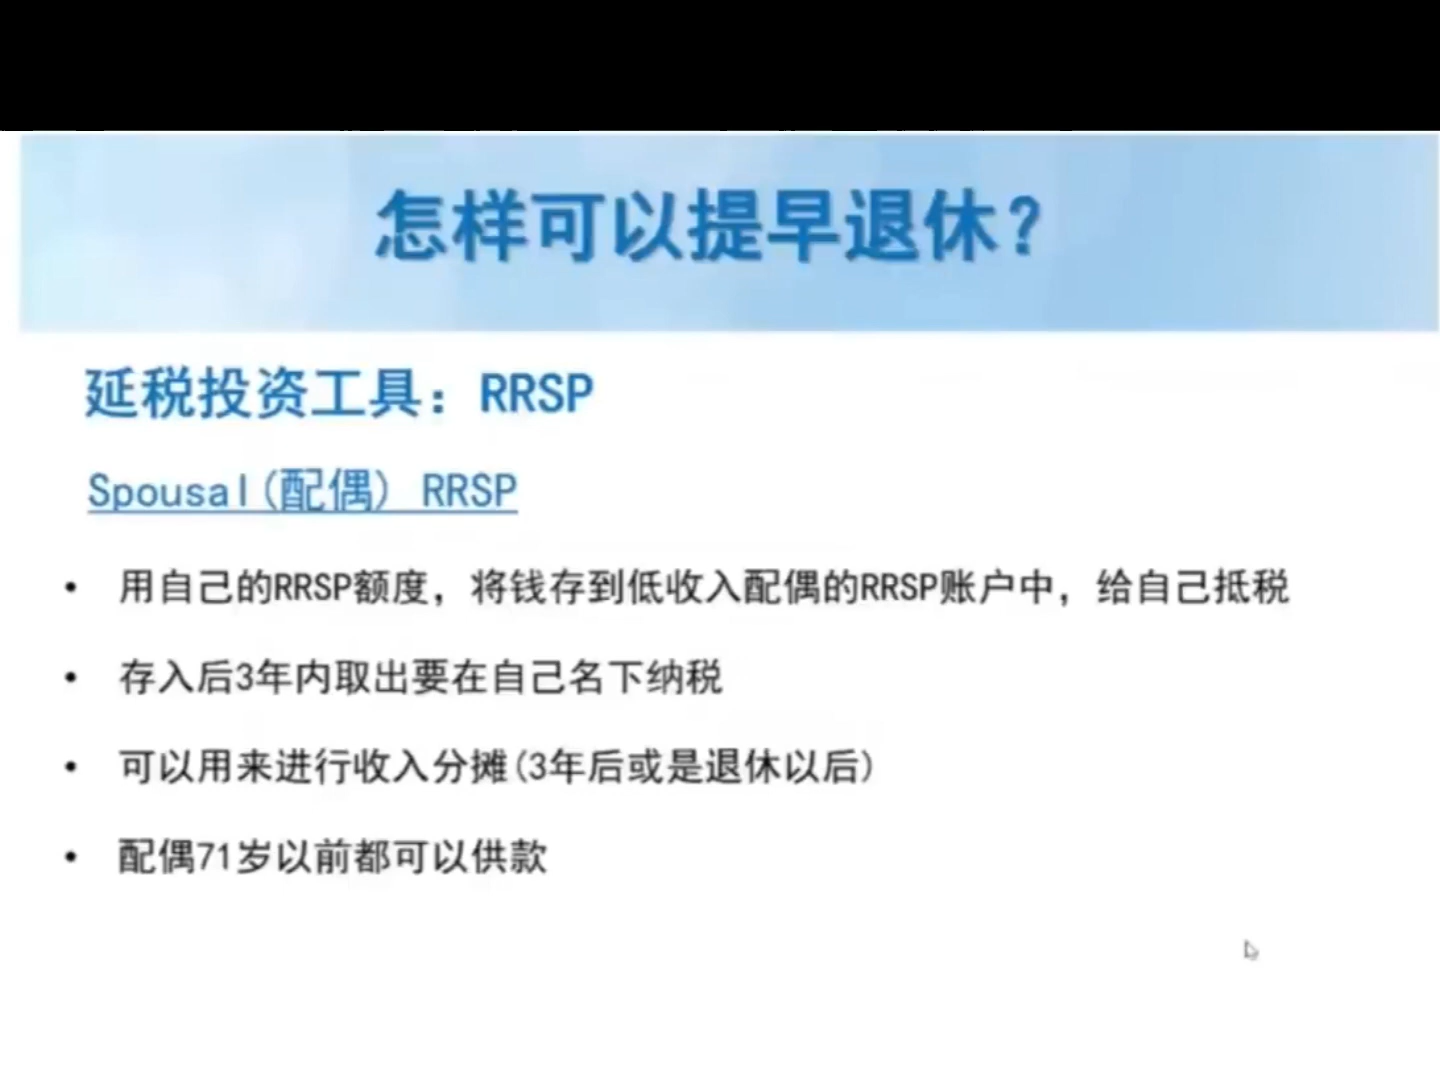 怎样可以提早退休？
延税投资工具：RRSP
Spousal(配偶) RRSP
• 用自己的RRSP额度，将钱存到低收入配偶的RRSP账户中，给自己抵税
• 存入后3年内取出要在自己名下纳税
• 可以用来进行收入分摊(3年后或是退休以后)
• 配偶71岁以前都可以供款